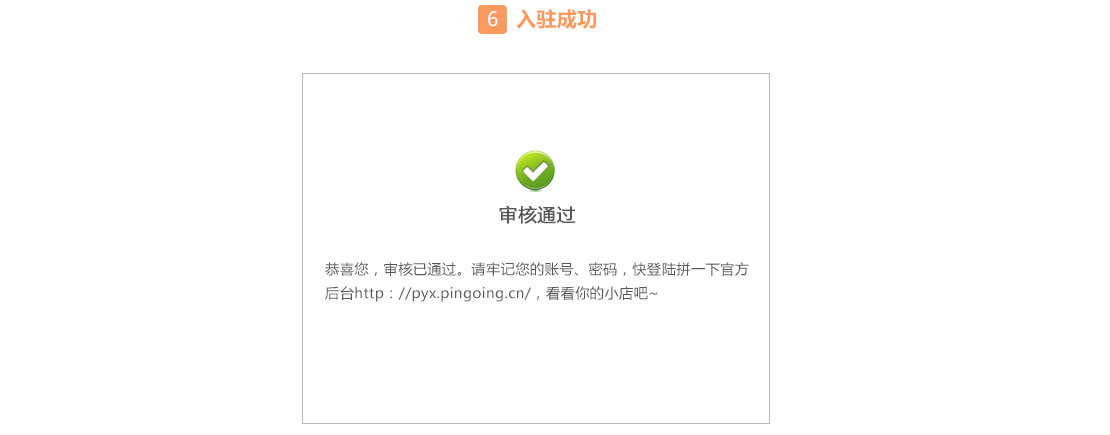 6 入驻成功
审核通过
恭喜您，审核已通过。请牢记您的账号、密码，快登陆拼一下官方
后台http：//pyx.pingoing.cn/，看看你的小店吧~